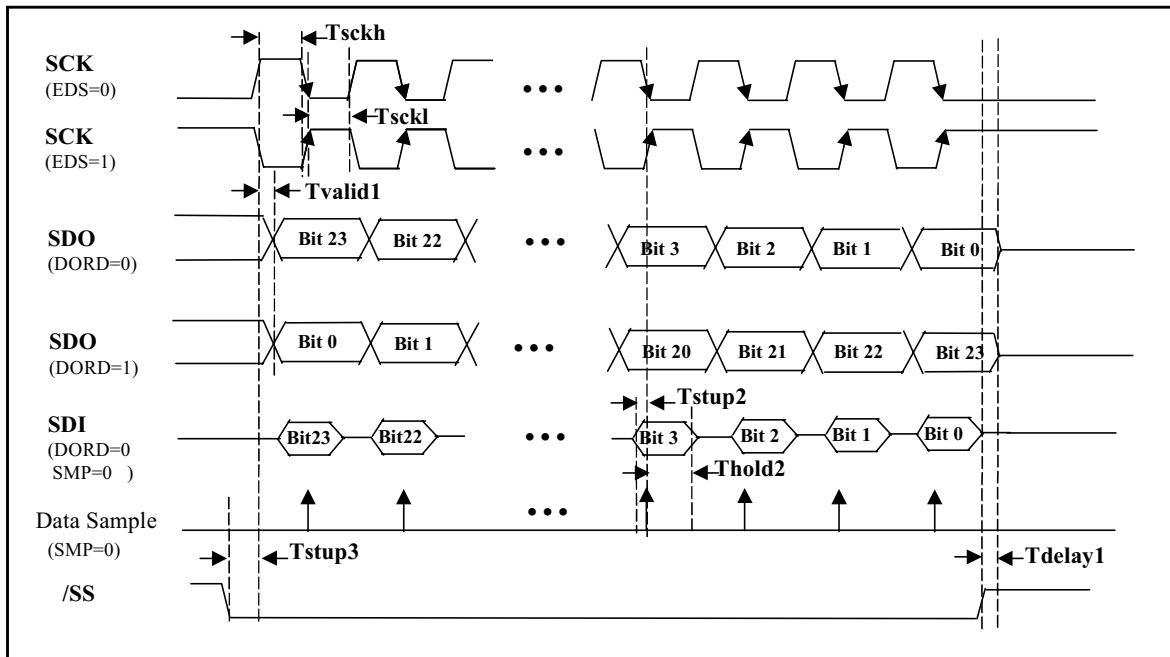 Tsckh
SCK
(EDS=0)
•••
Tsckl
SCK
(EDS=1)
•••
Tvalid1
SDO
(DORD=0)
Bit 23 Bit 22 ••• Bit 3 Bit 2 Bit 1 Bit 0
SDO
(DORD=1)
Bit 0 Bit 1 ••• Bit 20 Bit 21 Bit 22 Bit 23
Tstup2
SDI
(DORD=0
SMP=0 )
Bit23 Bit22 ••• Bit 3 Bit 2 Bit 1 Bit 0
Thold2
•••
Data Sample
(SMP=0)
Tstup3
Tdelay1
/SS